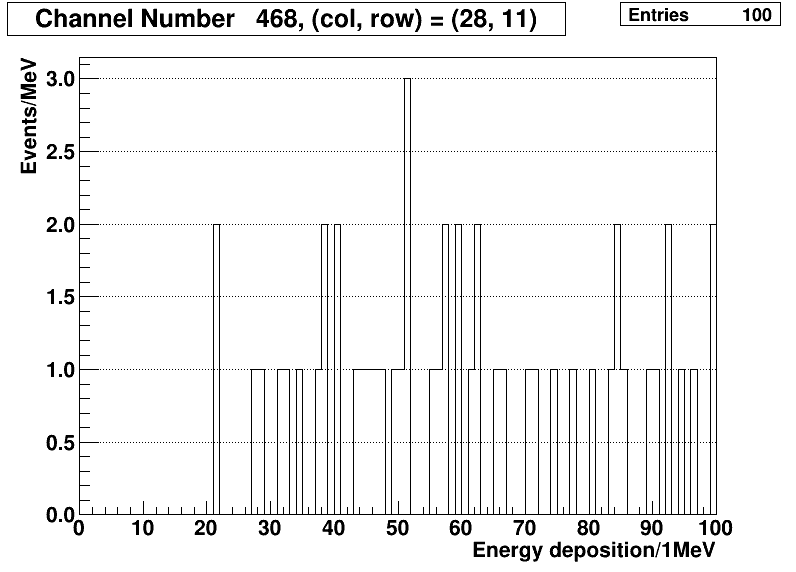 Channel Number 468, (col, row) = (28, 11)
Entries 100
Events/MeV
3.0
2.5
2.0
1.5
1.0
0.5
0.0
0 10 20 30 40 50 60 70 80 90 100
Energy deposition/1MeV